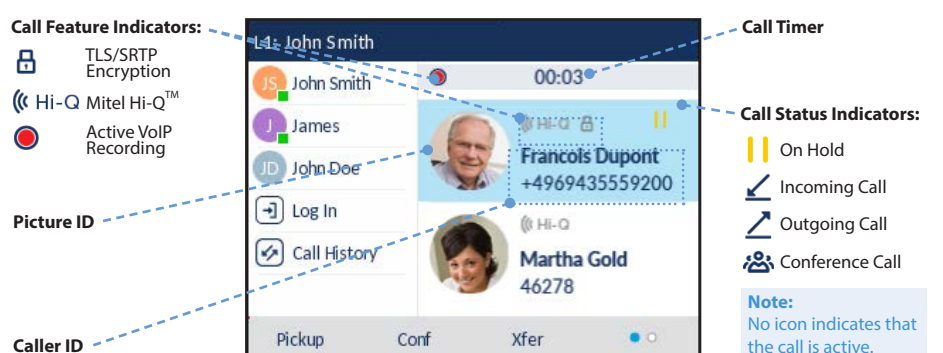 Call Feature Indicators:
TLS/SRTP
Encryption
Hi-Q Mitel Hi-Q™
Active VoIP
Recording
Picture ID
Caller ID
L1: John Smith
JS John Smith
J James
JD John Doe
Log In
Call History
00:03
Hi-Q
Francois Dupont
+4969435559200
Hi-Q
Martha Gold
46278
Pickup Conf Xfer
Call Timer
Call Status Indicators:
On Hold
Incoming Call
Outgoing Call
Conference Call
Note:
No icon indicates that
the call is active.